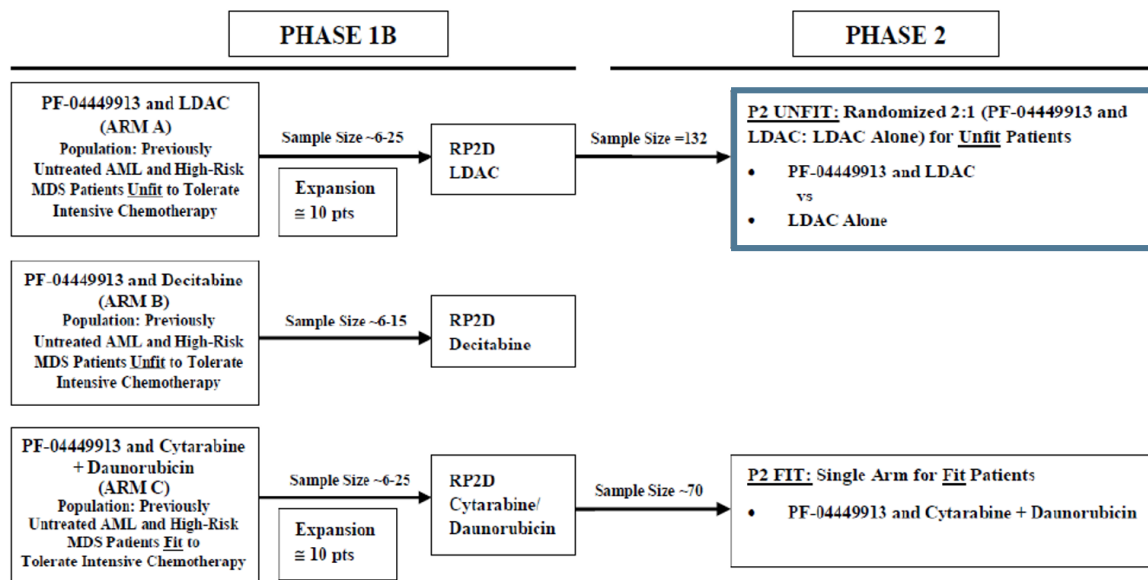 PHASE 1B
PHASE 2
PF-04449913 and LDAC
(ARM A)
Population: Previously
Untreated AML and High-Risk
MDS Patients Unfit to Tolerate
Intensive Chemotherapy
Sample Size ~6-25
Expansion
≅ 10 pts
RP2D
LDAC
Sample Size =132
P2 UNFIT: Randomized 2:1 (PF-04449913 and
LDAC: LDAC Alone) for Unfit Patients
• PF-04449913 and LDAC
vs
• LDAC Alone
PF-04449913 and Decitabine
(ARM B)
Population: Previously
Untreated AML and High-Risk
MDS Patients Unfit to Tolerate
Intensive Chemotherapy
Sample Size ~6-15
RP2D
Decitabine
PF-04449913 and Cytarabine
+ Daunorubicin
(ARM C)
Population: Previously
Untreated AML and High-Risk
MDS Patients Fit to
Tolerate Intensive Chemotherapy
Sample Size ~6-25
Expansion
≅ 10 pts
RP2D
Cytarabine/
Daunorubicin
Sample Size ~70
P2 FIT: Single Arm for Fit Patients
• PF-04449913 and Cytarabine + Daunorubicin